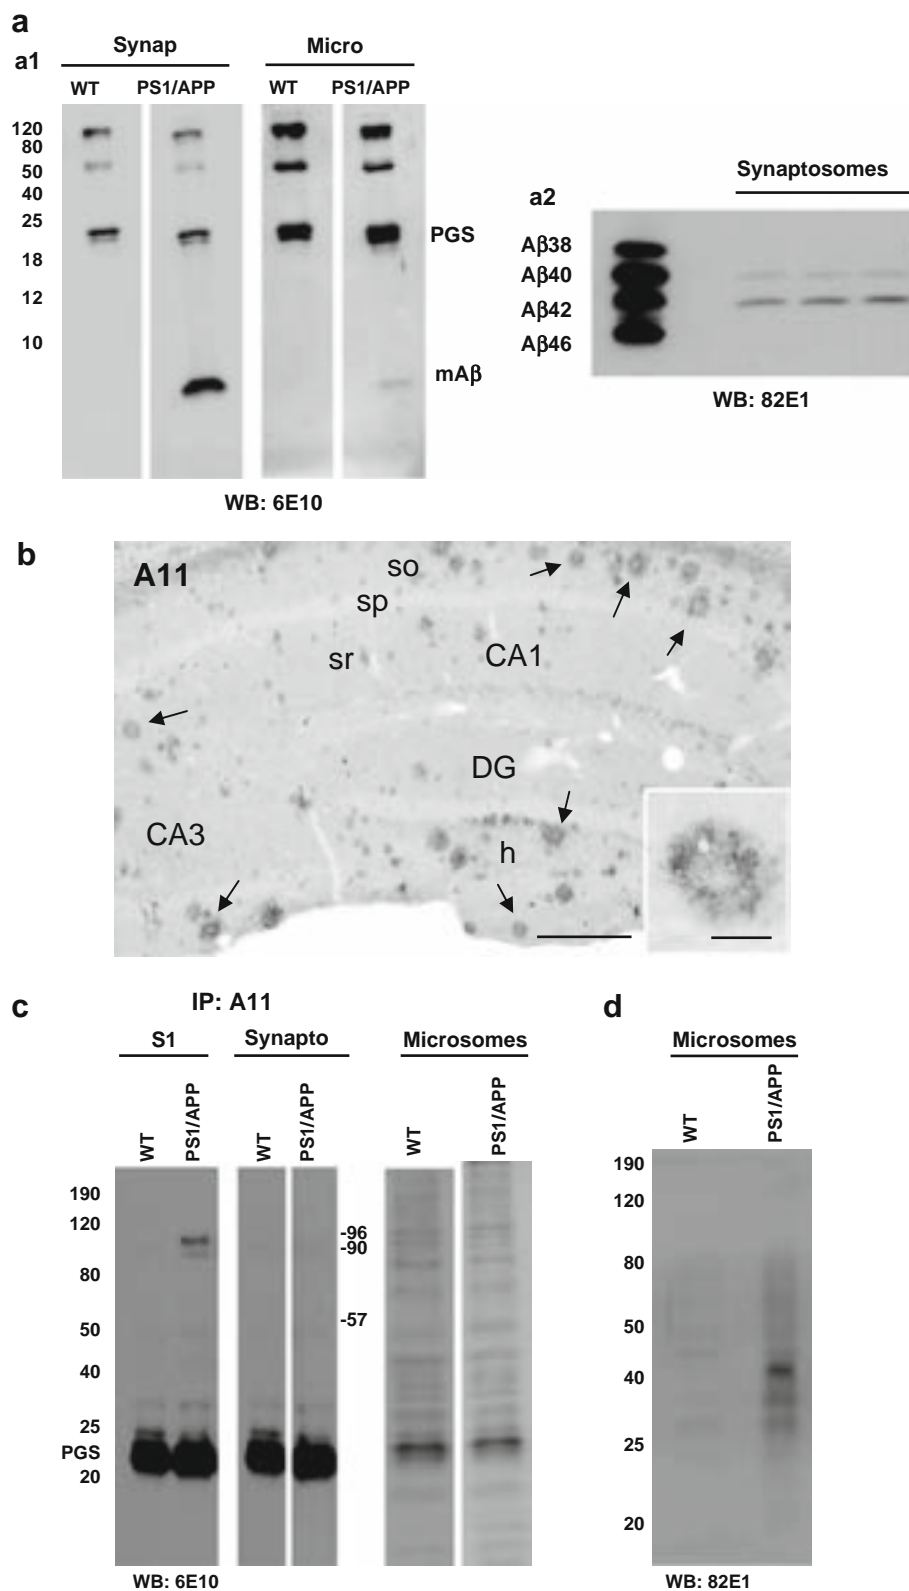 a
a1
Synap Micro
WT PS1/APP WT PS1/APP
120
80
50
40
25
18
12
10
PGS
mAβ
WB: 6E10
a2
Synaptosomes
Aβ38
Aβ40
Aβ42
Aβ46
WB: 82E1
b
A11
so
sp
sr
CA1
DG
CA3
h
c
IP: A11
S1 Synapto Microsomes
WT PS1/APP WT PS1/APP WT PS1/APP
190
120
80
50
40
25
PGS
20
-96
-90
-57
WB: 6E10
d
Microsomes
WT PS1/APP
190
120
80
50
40
25
20
WB: 82E1